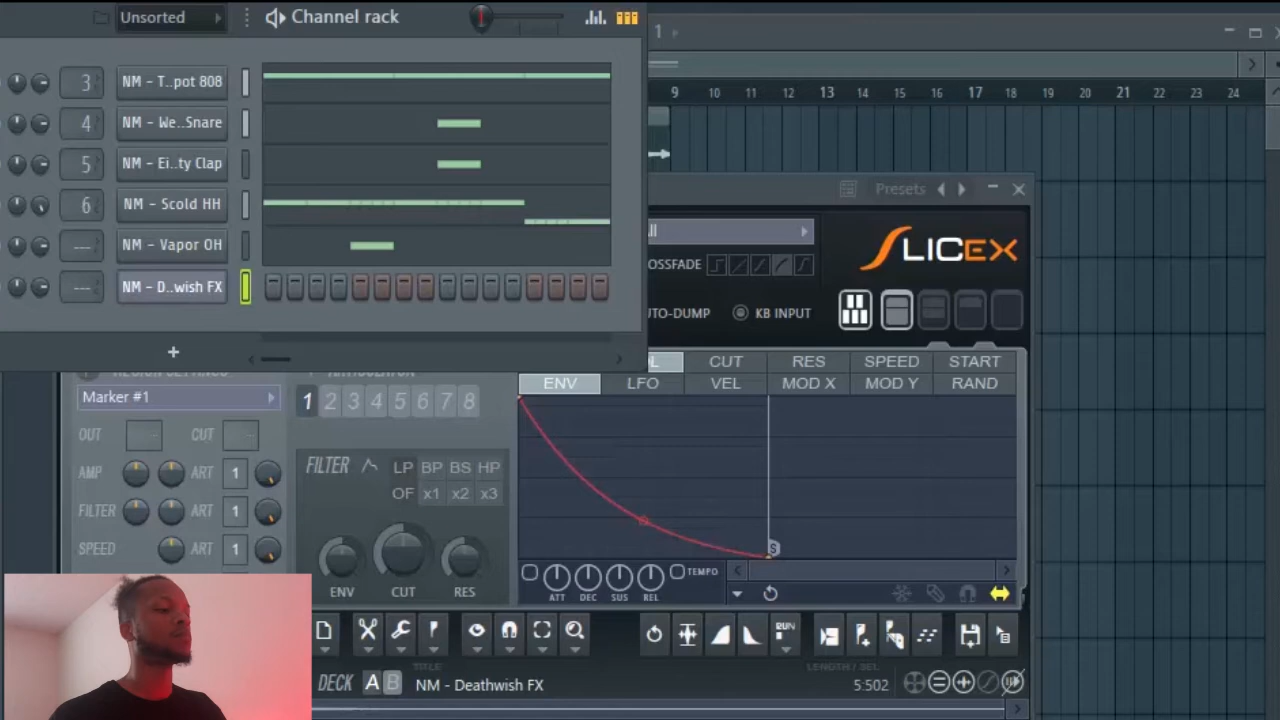 Unsorted
Channel rack
1
3 NM - T..pot 808
4 NM - We..Snare
5 NM - Ei..ty Clap
6 NM - Scold HH
--- NM - Vapor OH
--- NM - D..wish FX
9 10 11 12 13 14 15 16 17 18 19 20 21 22 23 24
Presets
SLICEX
KB INPUT
CUT RES SPEED START
ENV LFO VEL MOD X MOD Y RAND
Marker #1
1 2 3 4 5 6 7 8
OUT CUT
AMP ART 1
FILTER ART 1
SPEED ART 1
FILTER LP BP BS HP
OF x1 x2 x3
ENV CUT RES
S
ATT DEC SUS REL
TEMPO
RUN
DECK A B
TITLE
NM - Deathwish FX
LENGTH / SEL
5:502